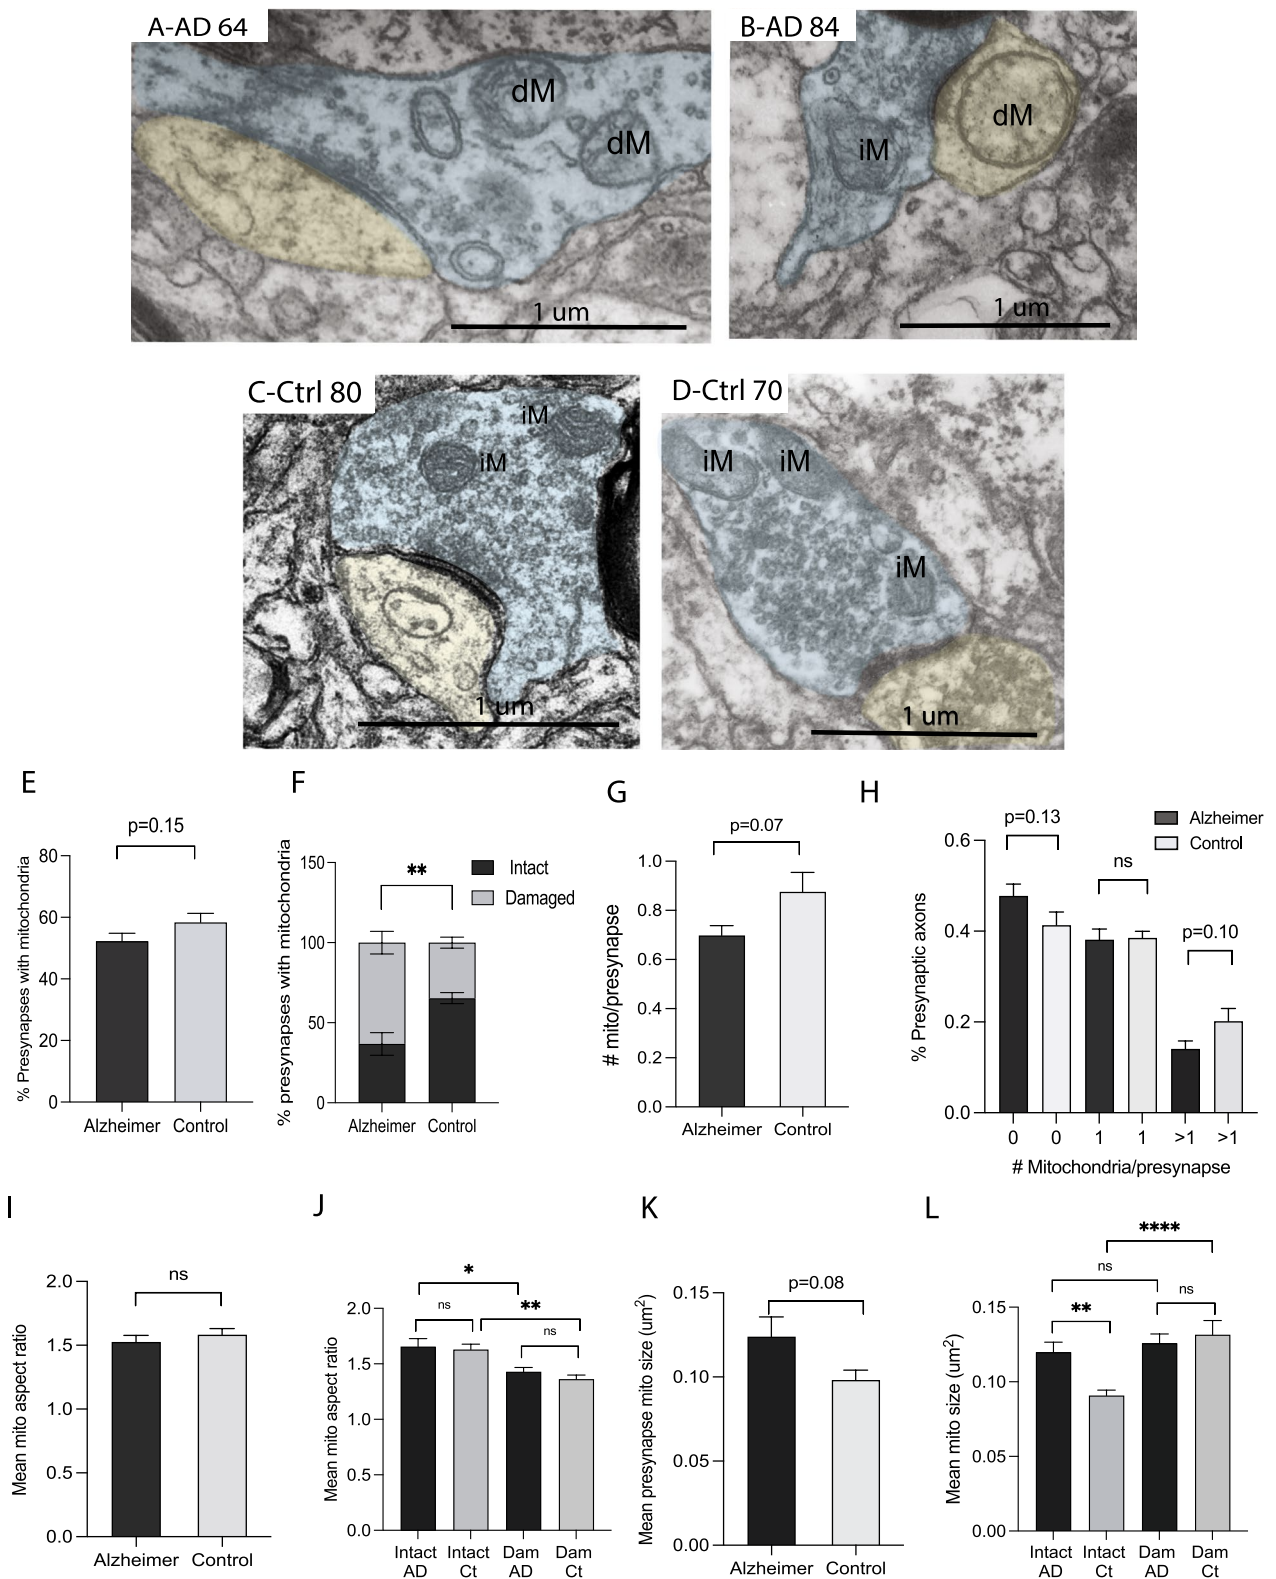 A-AD 64
dM
dM
1 um
B-AD 84
iM
dM
1 um
C-Ctrl 80
iM
iM
1 um
D-Ctrl 70
iM
iM
iM
1 um
E
p=0.15
% Presynapses with mitochondria
80
60
40
20
0
Alzheimer
Control
F
**
Intact
Damaged
% presynapses with mitochondria
150
100
50
0
Alzheimer
Control
G
p=0.07
# mito/presynapse
1.0
0.8
0.6
0.4
0.2
0.0
Alzheimer
Control
H
Alzheimer
Control
p=0.13
ns
p=0.10
% Presynaptic axons
0.6
0.4
0.2
0.0
0
0
1
1
>1
>1
# Mitochondria/presynapse
I
ns
Mean mito aspect ratio
2.0
1.5
1.0
0.5
0.0
Alzheimer
Control
J
*
ns
**
ns
Mean mito aspect ratio
2.0
1.5
1.0
1.5
0.0
Intact
AD
Intact
Ct
Dam
AD
Dam
Ct
K
p=0.08
Mean presynapse mito size (um²)
0.15
0.10
0.05
0.00
Alzheimer
Control
L
****
ns
**
ns
Mean mito size (um²)
0.15
0.10
0.05
0.00
Intact
AD
Intact
Ct
Dam
AD
Dam
Ct